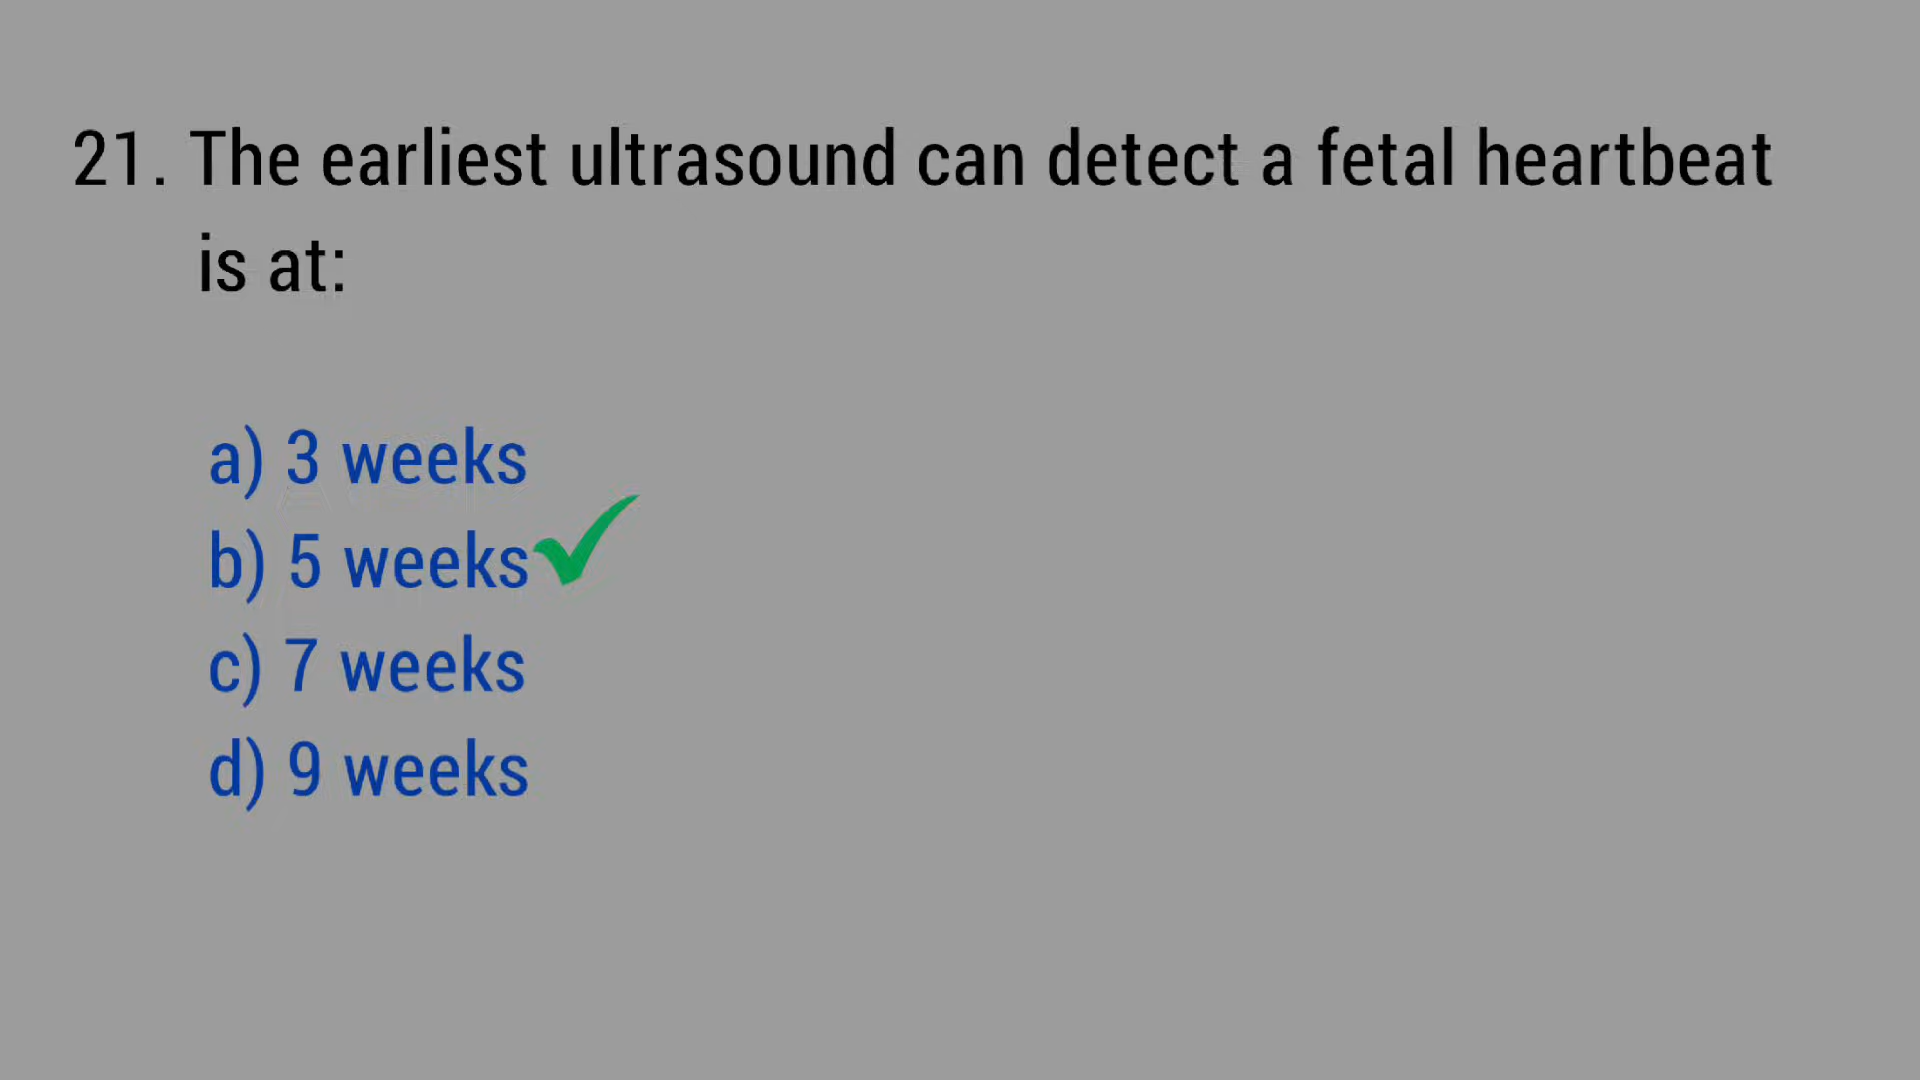 21. The earliest ultrasound can detect a fetal heartbeat
is at:
a) 3 weeks
b) 5 weeks
c) 7 weeks
d) 9 weeks